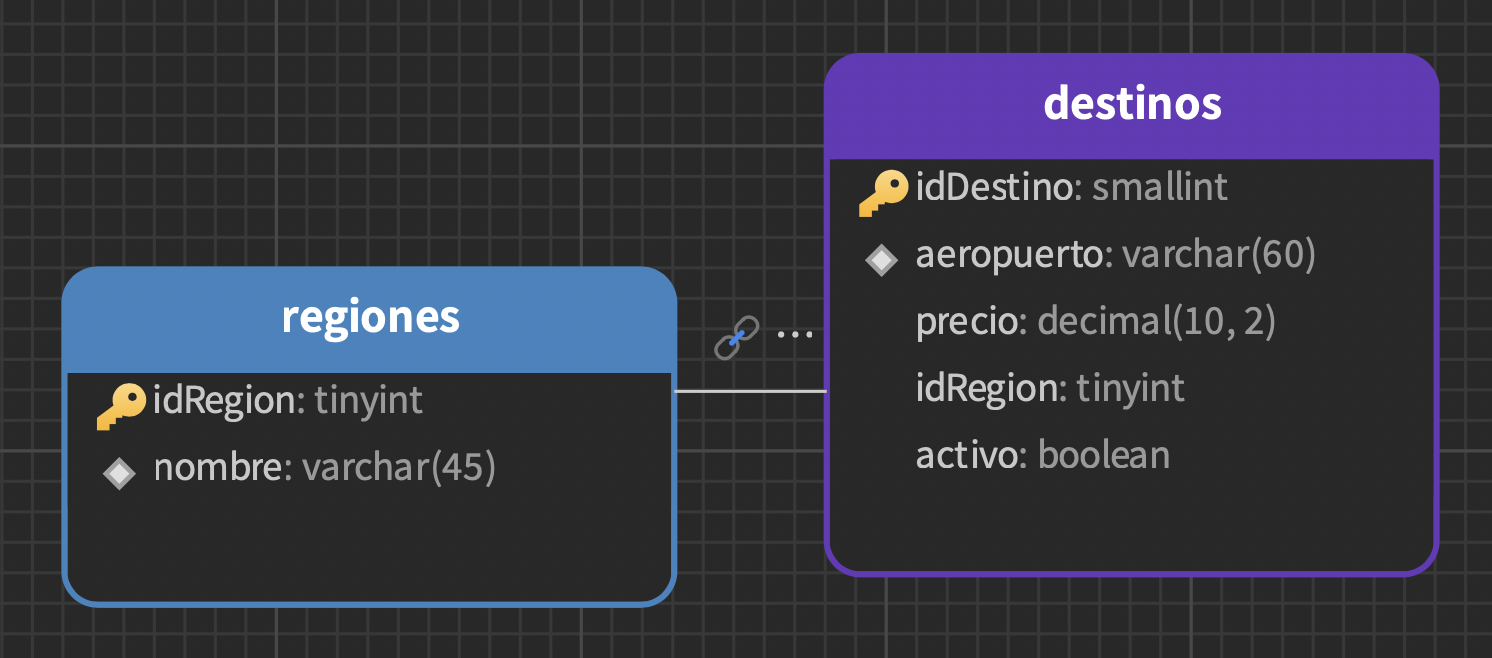 regiones
idRegion: tinyint
nombre: varchar(45)
destinos
idDestino: smallint
aeropuerto: varchar(60)
precio: decimal(10, 2)
idRegion: tinyint
activo: boolean